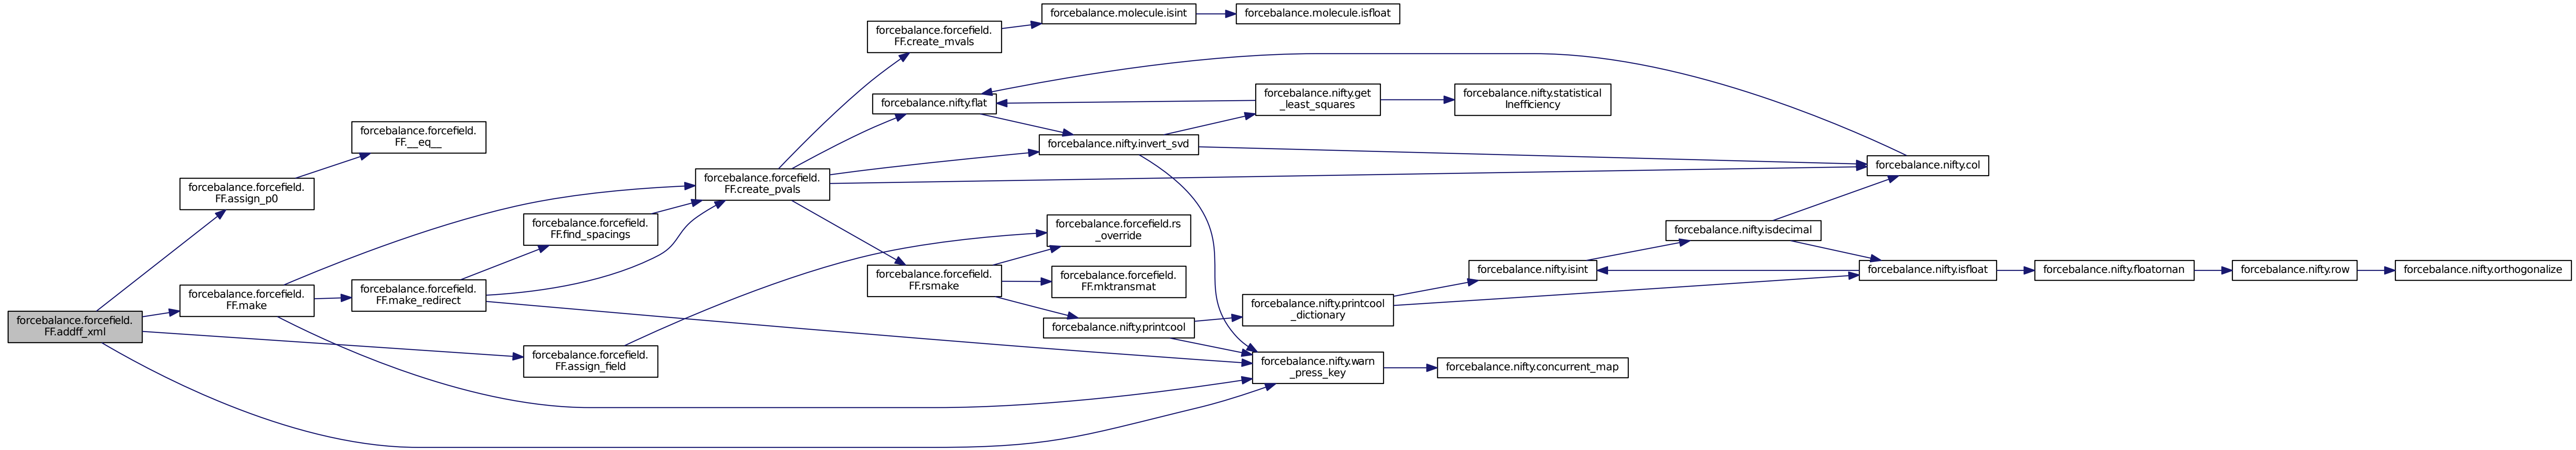 forcebalance.forcefield.
FF.addff_xml
forcebalance.forcefield.
FF.assign_p0
forcebalance.forcefield.
FF.__eq__
forcebalance.forcefield.
FF.make
forcebalance.forcefield.
FF.make_redirect
forcebalance.forcefield.
FF.find_spacings
forcebalance.forcefield.
FF.assign_field
forcebalance.forcefield.
FF.create_pvals
forcebalance.forcefield.
FF.create_mvals
forcebalance.molecule.isint
forcebalance.molecule.isfloat
forcebalance.nifty.flat
forcebalance.nifty.invert_svd
forcebalance.nifty.get
_least_squares
forcebalance.nifty.statistical
Inefficiency
forcebalance.nifty.col
forcebalance.forcefield.
FF.rsmake
forcebalance.forcefield.rs
_override
forcebalance.forcefield.
FF.mktransmat
forcebalance.nifty.printcool
forcebalance.nifty.printcool
_dictionary
forcebalance.nifty.warn
_press_key
forcebalance.nifty.concurrent_map
forcebalance.nifty.isint
forcebalance.nifty.isdecimal
forcebalance.nifty.isfloat
forcebalance.nifty.floatornan
forcebalance.nifty.row
forcebalance.nifty.orthogonalize